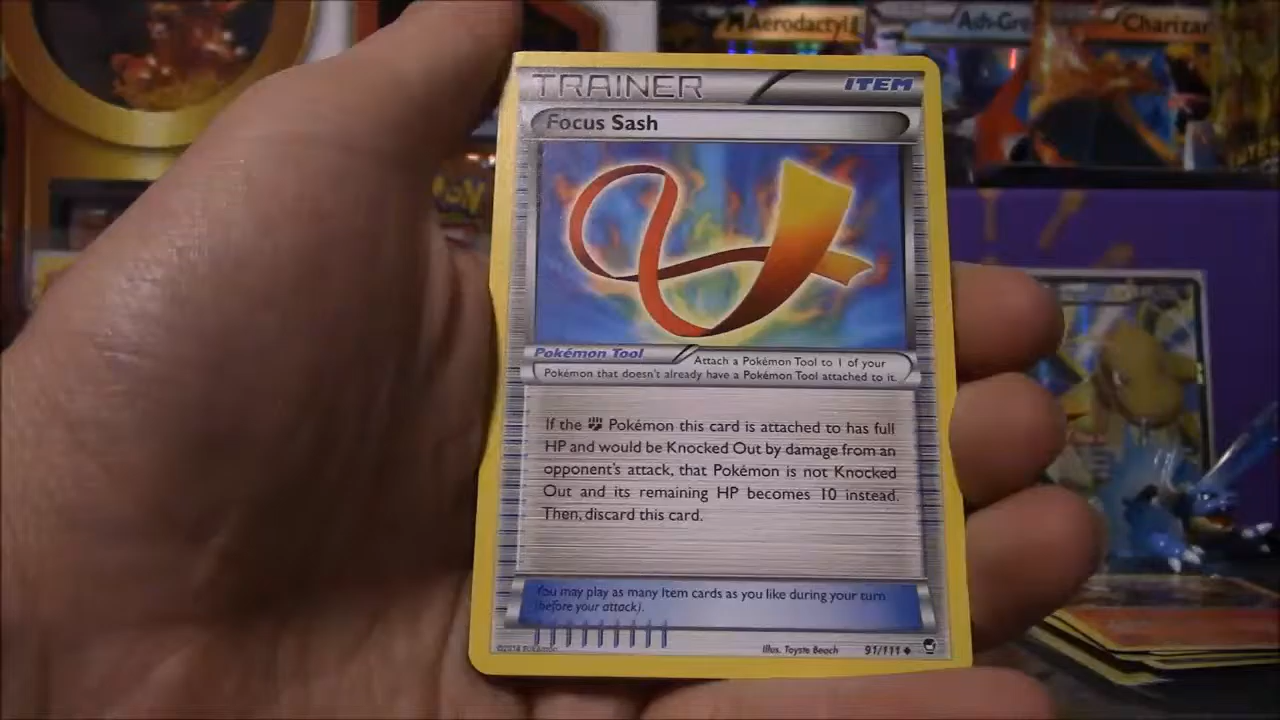 Aerodactyl
Ash-Gre
Charizar
TRAINER
ITEM
Focus Sash
Pokémon Tool
Attach a Pokémon Tool to 1 of your
Pokémon that doesn't already have a Pokémon Tool attached to it.
If the Pokémon this card is attached to has full
HP and would be Knocked Out by damage from an
opponent's attack, that Pokémon is not Knocked
Out and its remaining HP becomes 10 instead.
Then, discard this card.
You may play as many Item cards as you like during your turn
(before your attack).
©2014 Pokémon
Illus. Toyste Beach
91/111